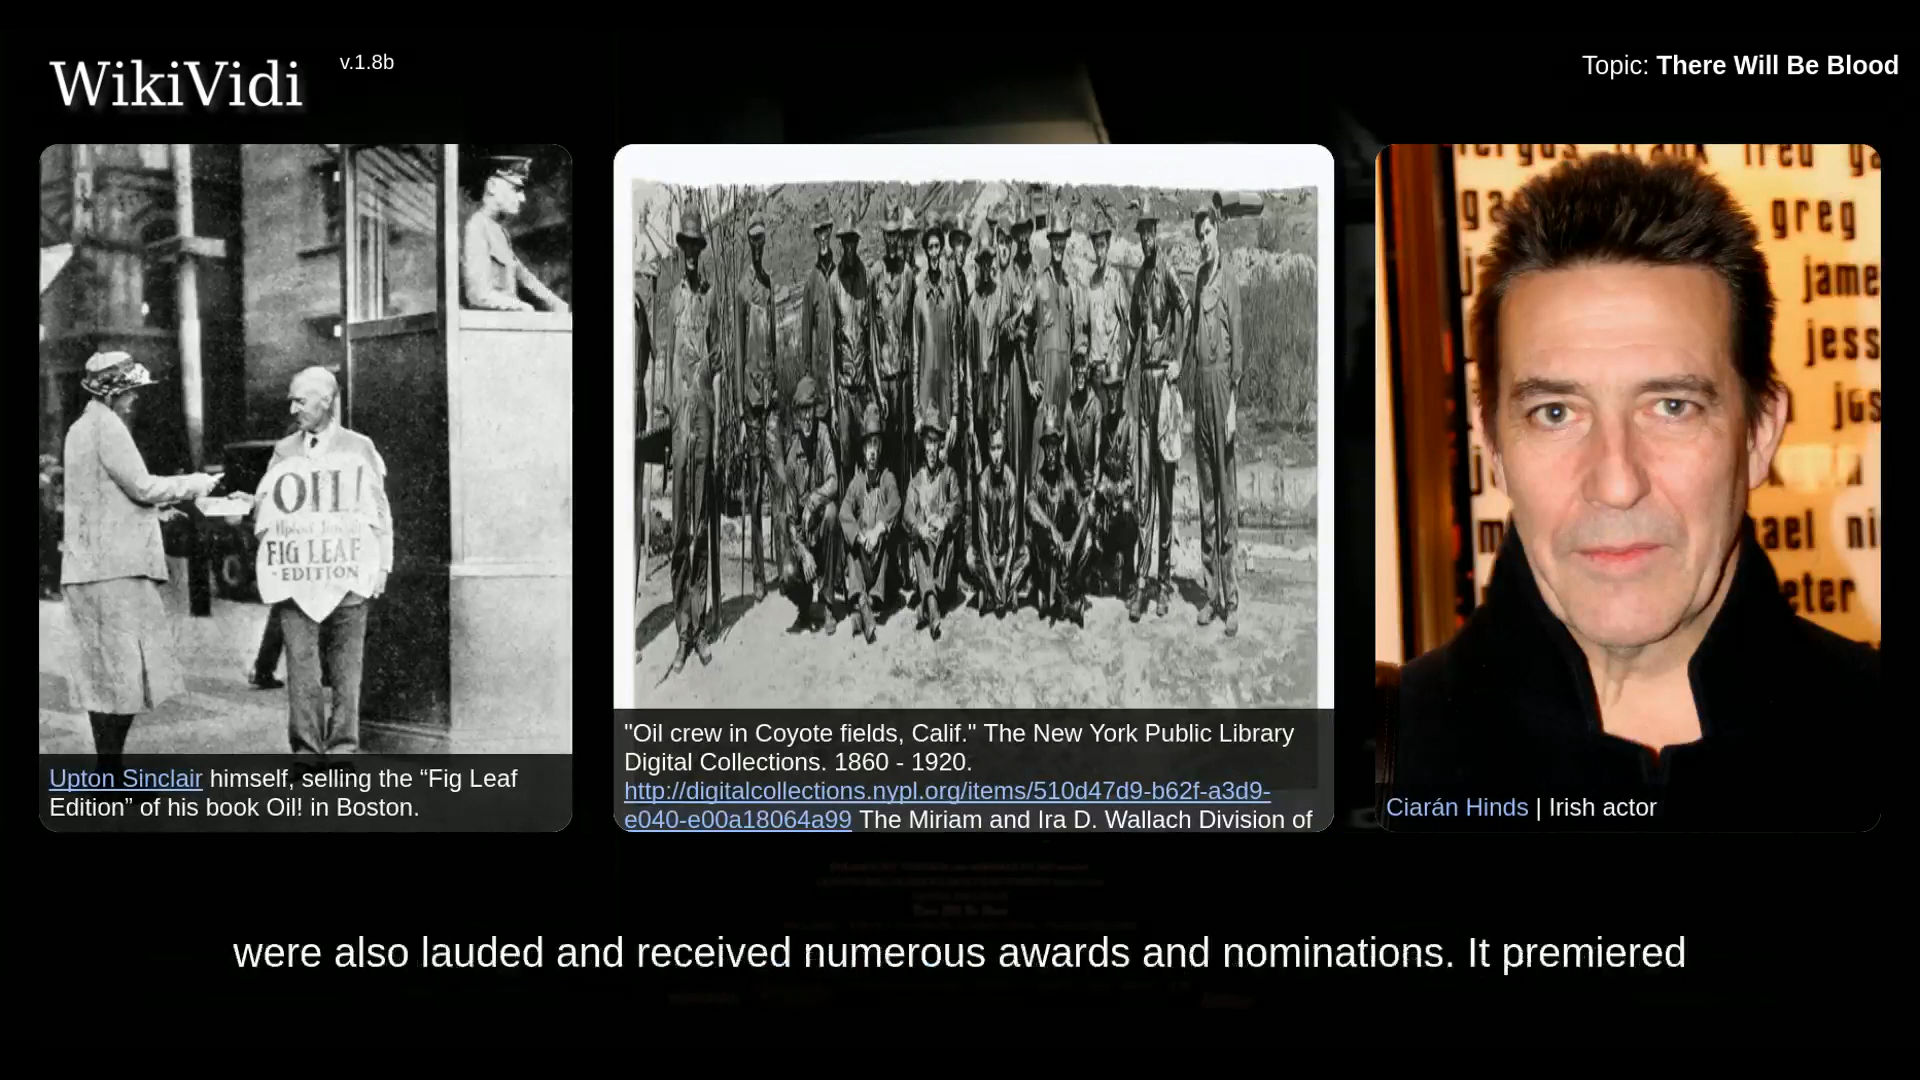 WikiVidi
v.1.8b
Topic: There Will Be Blood
OIL!
FIG LEAF
-EDITION
Upton Sinclair himself, selling the “Fig Leaf
Edition” of his book Oil! in Boston.
"Oil crew in Coyote fields, Calif." The New York Public Library
Digital Collections. 1860 - 1920.
http://digitalcollections.nypl.org/items/510d47d9-b62f-a3d9-
e040-e00a18064a99 The Miriam and Ira D. Wallach Division of
greg
jame
jess
ael ni
eter
Ciarán Hinds | Irish actor
were also lauded and received numerous awards and nominations. It premiered